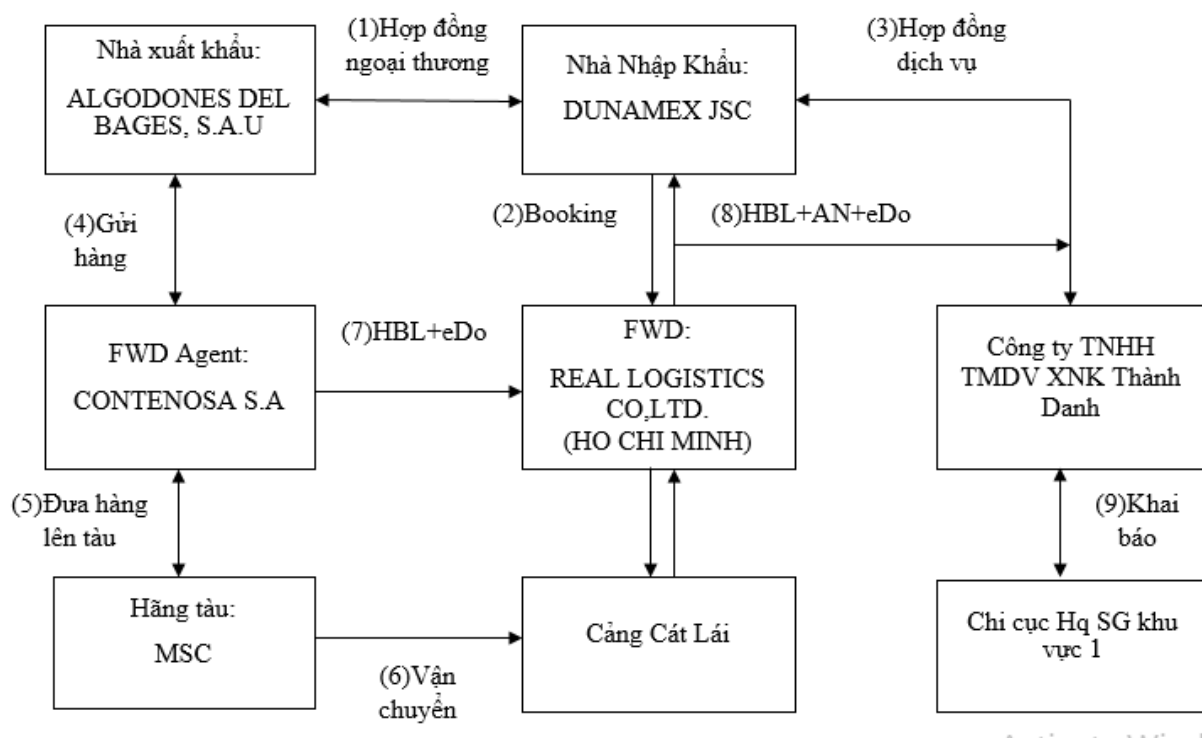 Nhà xuất khẩu:
ALGODONES DEL
BAGES, S.A.U
(1)Hợp đồng
ngoại thương
Nhà Nhập Khẩu:
DUNAMEX JSC
(3)Hợp đồng
dịch vụ
(4)Gửi
hàng
(2)Booking
(8)HBL+AN+eDo
FWD Agent:
CONTENOSA S.A
(7)HBL+eDo
FWD:
REAL LOGISTICS
CO,LTD.
(HO CHI MINH)
Công ty TNHH
TMDV XNK Thành
Danh
(5)Đưa hàng
lên tàu
(9)Khai
báo
Hãng tàu:
MSC
(6)Vận
chuyển
Cảng Cát Lái
Chi cục Hq SG khu
vực 1